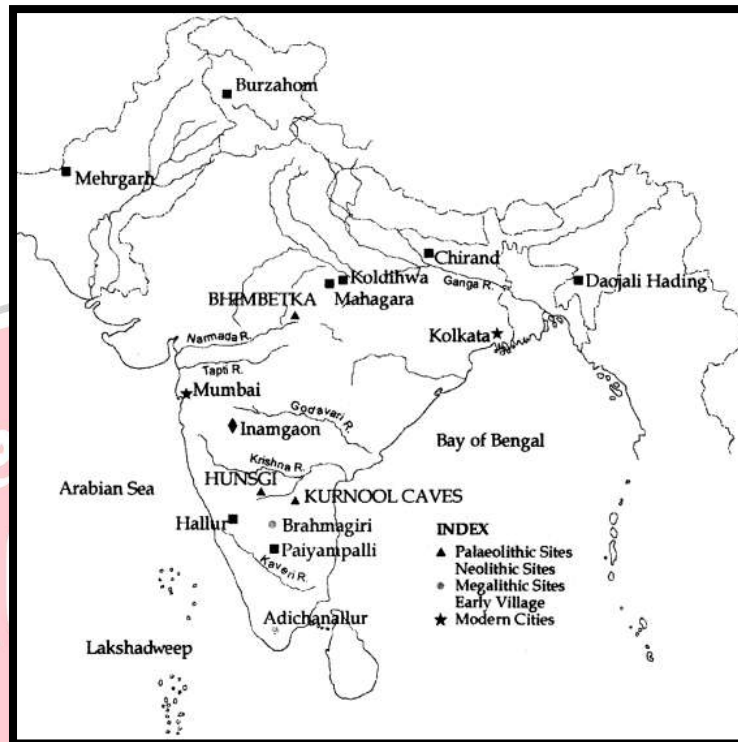 Burzahom
Mehrgarh
Chirand
Koldihwa
Daojali Hading
Ganga R.
BHIMBETKA
Mahagara
Kolkata
Narmada R.
Tapti R.
Mumbai
Godavari R.
Inamgaon
Bay of Bengal
Krishna R.
Arabian Sea
HUNSGI
KURNOOL CAVES
Hallur
Brahmagiri
INDEX
Paiyampalli
Palaeolithic Sites
Neolithic Sites
Kaveri R.
Megalithic Sites
Early Village
Adichanallur
Modern Cities
Lakshadweep